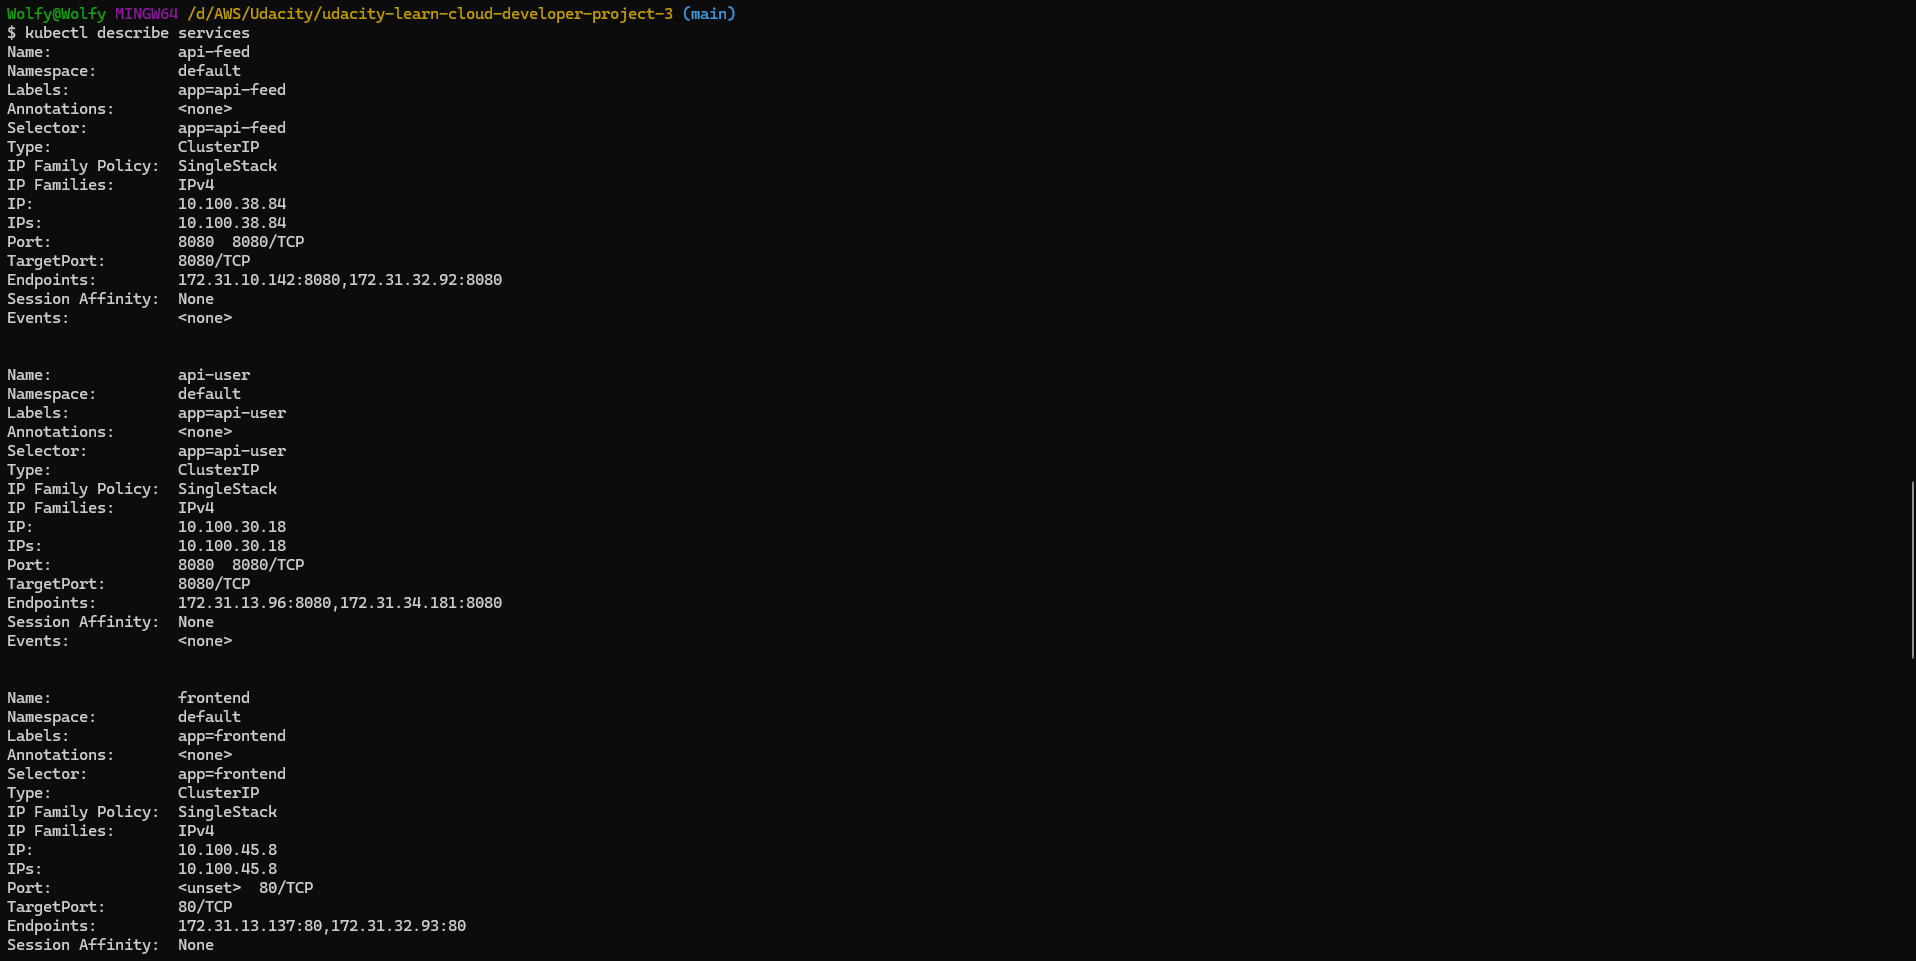 Wolfy@Wolfy MINGW64 /d/AWS/Udacity/udacity-learn-cloud-developer-project-3 (main)
$ kubectl describe services
Name:              api-feed
Namespace:         default
Labels:            app=api-feed
Annotations:       <none>
Selector:          app=api-feed
Type:              ClusterIP
IP Family Policy:  SingleStack
IP Families:       IPv4
IP:                10.100.38.84
IPs:               10.100.38.84
Port:              8080  8080/TCP
TargetPort:        8080/TCP
Endpoints:         172.31.10.142:8080,172.31.32.92:8080
Session Affinity:  None
Events:            <none>

Name:              api-user
Namespace:         default
Labels:            app=api-user
Annotations:       <none>
Selector:          app=api-user
Type:              ClusterIP
IP Family Policy:  SingleStack
IP Families:       IPv4
IP:                10.100.30.18
IPs:               10.100.30.18
Port:              8080  8080/TCP
TargetPort:        8080/TCP
Endpoints:         172.31.13.96:8080,172.31.34.181:8080
Session Affinity:  None
Events:            <none>

Name:              frontend
Namespace:         default
Labels:            app=frontend
Annotations:       <none>
Selector:          app=frontend
Type:              ClusterIP
IP Family Policy:  SingleStack
IP Families:       IPv4
IP:                10.100.45.8
IPs:               10.100.45.8
Port:              <unset>  80/TCP
TargetPort:        80/TCP
Endpoints:         172.31.13.137:80,172.31.32.93:80
Session Affinity:  None